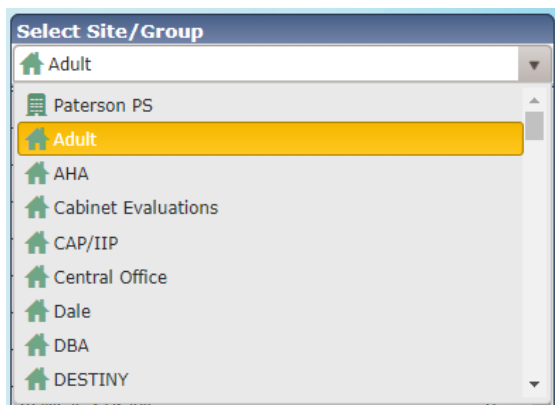 Select Site/Group
Adult
Paterson PS
Adult
AHA
Cabinet Evaluations
CAP/IIP
Central Office
Dale
DBA
DESTINY